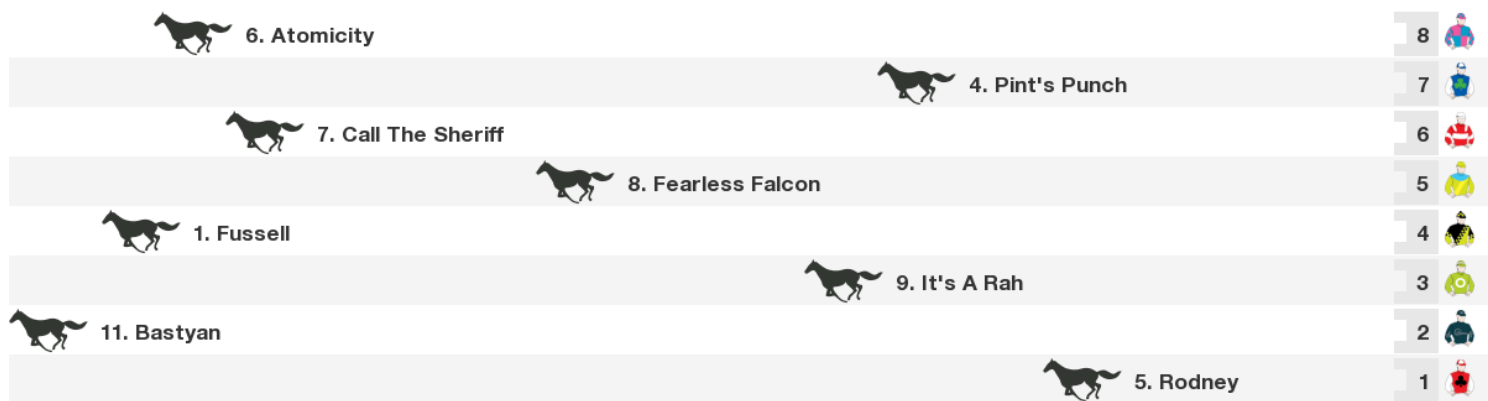 6. Atomicity 8
4. Pint's Punch 7
7. Call The Sheriff 6
8. Fearless Falcon 5
1. Fussell 4
9. It's A Rah 3
11. Bastyan 2
5. Rodney 1